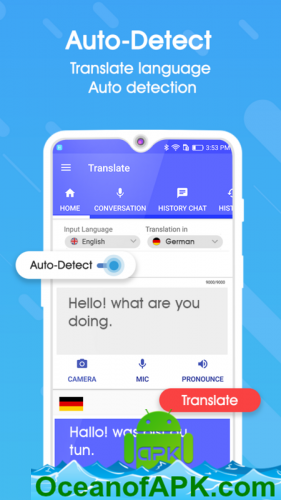 Auto-Detect
Translate language
Auto detection
3:53 PM
Translate
HOME
CONVERSATION
HISTORY CHAT
HIST
Input Language
Translation in
English
German
Auto-Detect
9000/9000
Hello! what are you
doing.
CAMERA
MIC
PRONOUNCE
Translate
Hallo! was
tun.
APK
OceanofAPK.com